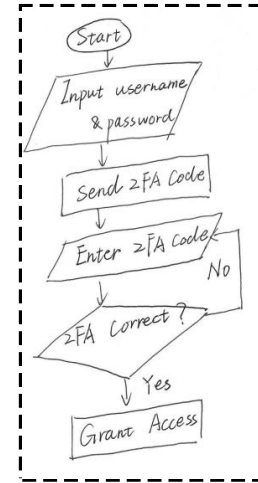 Start
Input username
& password
Send 2FA Code
Enter 2FA Code
No
2FA Correct ?
Yes
Grant Access